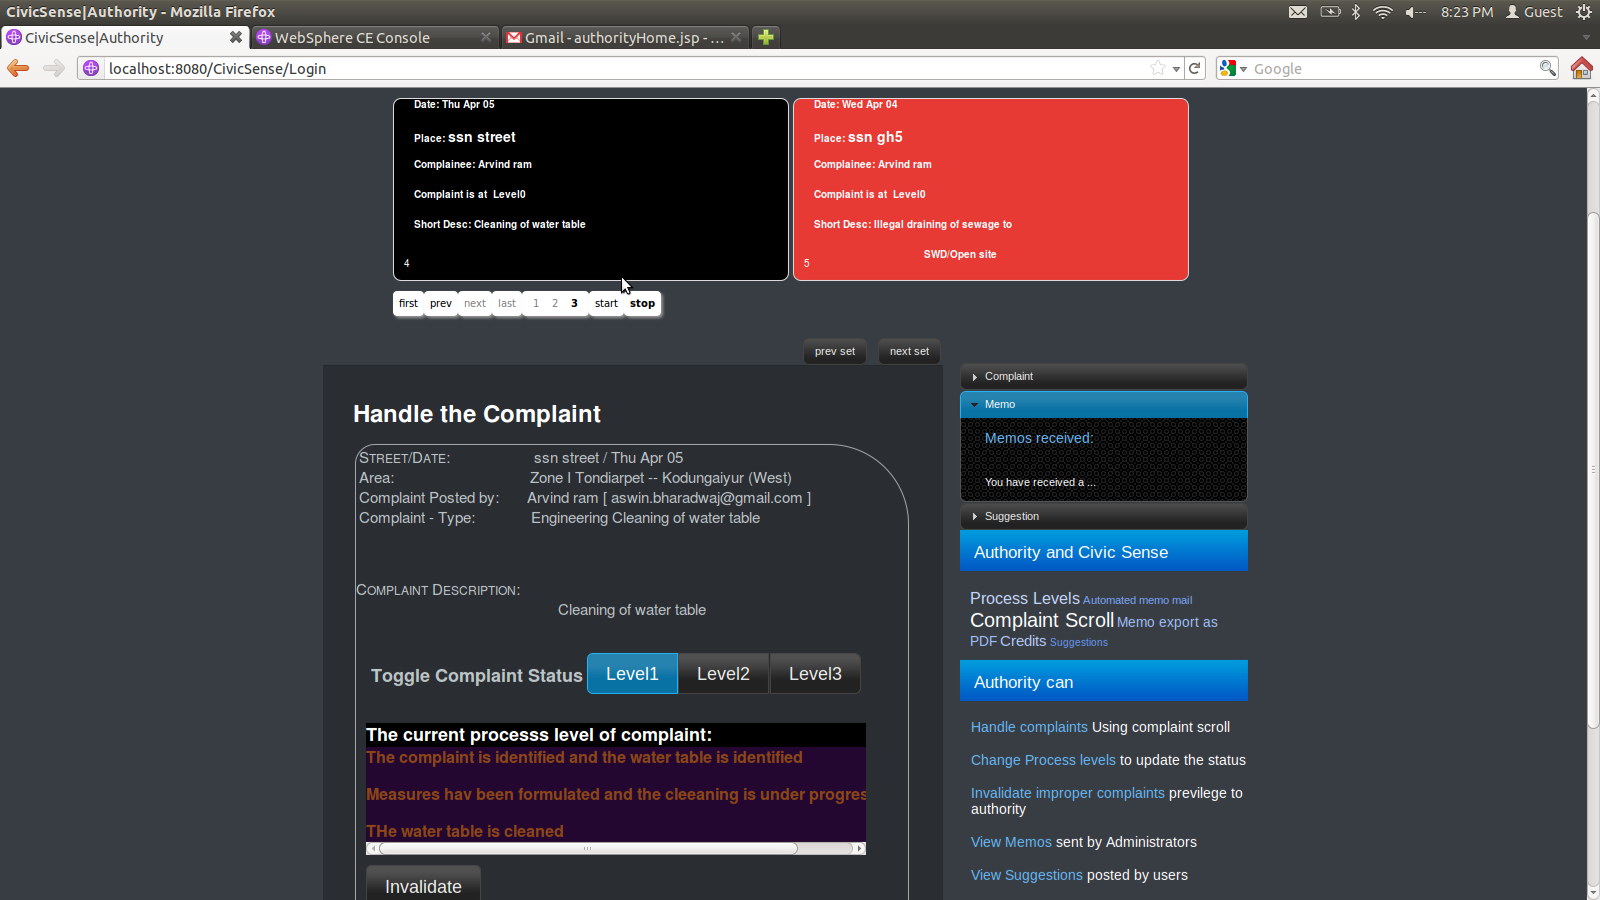 CivicSense|Authority - Mozilla Firefox
8:23 PM Guest
CivicSense|Authority
WebSphere CE Console
Gmail - authorityHome.jsp - ...
localhost:8080/CivicSense/Login
Google
Date: Thu Apr 05
Place: ssn street
Complainee: Arvind ram
Complaint is at Level0
Short Desc: Cleaning of water table
4
Date: Wed Apr 04
Place: ssn gh5
Complainee: Arvind ram
Complaint is at Level0
Short Desc: Illegal draining of sewage to
SWD/Open site
5
first prev next last 1 2 3 start stop
prev set next set
Handle the Complaint
STREET/DATE: ssn street / Thu Apr 05
Area: Zone I Tondiarpet -- Kodungaiyur (West)
Complaint Posted by: Arvind ram [ aswin.bharadwaj@gmail.com ]
Complaint - Type: Engineering Cleaning of water table
COMPLAINT DESCRIPTION:
Cleaning of water table
Toggle Complaint Status Level1 Level2 Level3
The current processs level of complaint:
The complaint is identified and the water table is identified
Measures hav been formulated and the cleeaning is under progres
THe water table is cleaned
Invalidate
Complaint
Memo
Memos received:
You have received a ...
Suggestion
Authority and Civic Sense
Process Levels Automated memo mail
Complaint Scroll Memo export as
PDF Credits Suggestions
Authority can
Handle complaints Using complaint scroll
Change Process levels to update the status
Invalidate improper complaints previlege to
authority
View Memos sent by Administrators
View Suggestions posted by users